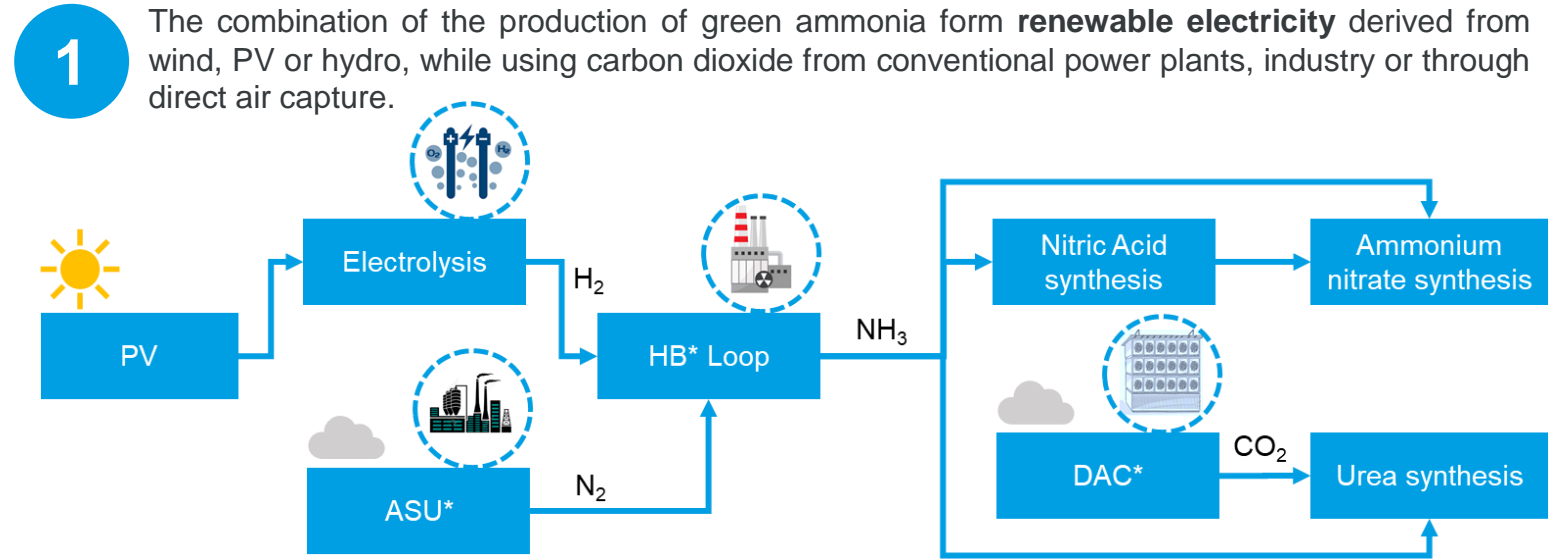 1
The combination of the production of green ammonia form renewable electricity derived from
wind, PV or hydro, while using carbon dioxide from conventional power plants, industry or through
direct air capture.
O₂
H₂
Electrolysis
H₂
PV
HB* Loop
NH₃
Nitric Acid
synthesis
Ammonium
nitrate synthesis
ASU*
N₂
DAC*
CO₂
Urea synthesis